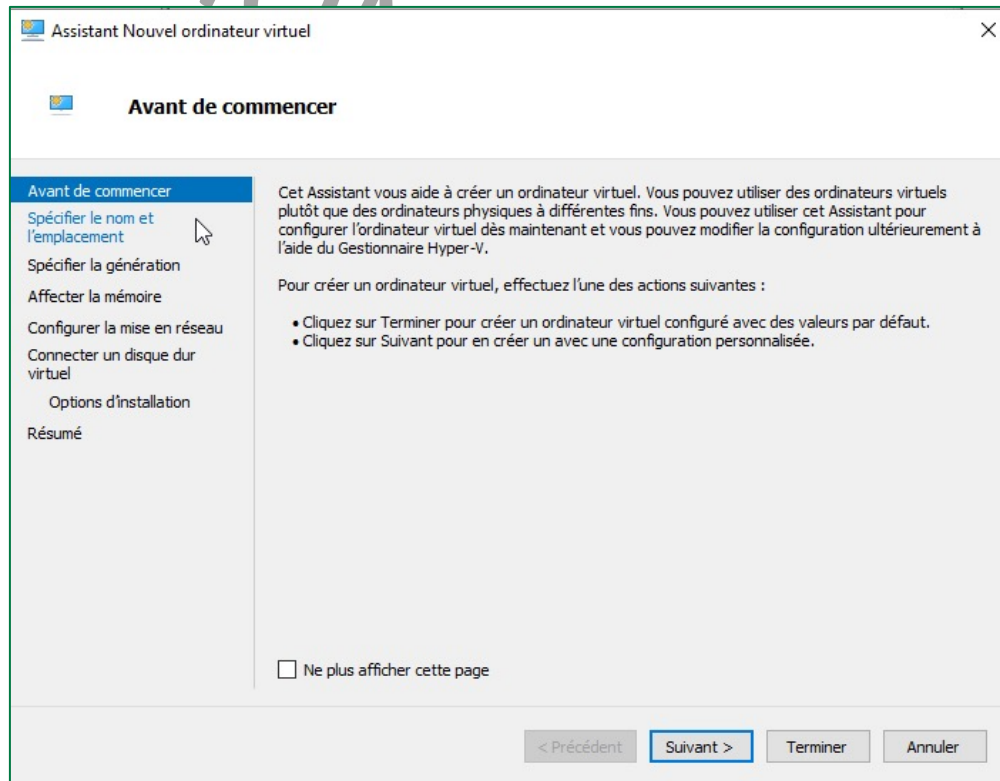 Assistant Nouvel ordinateur virtuel
Avant de commencer
Avant de commencer
Spécifier le nom et
l'emplacement
Spécifier la génération
Affecter la mémoire
Configurer la mise en réseau
Connecter un disque dur
virtuel
Options d'installation
Résumé
Cet Assistant vous aide à créer un ordinateur virtuel. Vous pouvez utiliser des ordinateurs virtuels
plutôt que des ordinateurs physiques à différentes fins. Vous pouvez utiliser cet Assistant pour
configurer l'ordinateur virtuel dès maintenant et vous pouvez modifier la configuration ultérieurement à
l'aide du Gestionnaire Hyper-V.
Pour créer un ordinateur virtuel, effectuez l'une des actions suivantes :
• Cliquez sur Terminer pour créer un ordinateur virtuel configuré avec des valeurs par défaut.
• Cliquez sur Suivant pour en créer un avec une configuration personnalisée.
Ne plus afficher cette page
< Précédent
Suivant >
Terminer
Annuler